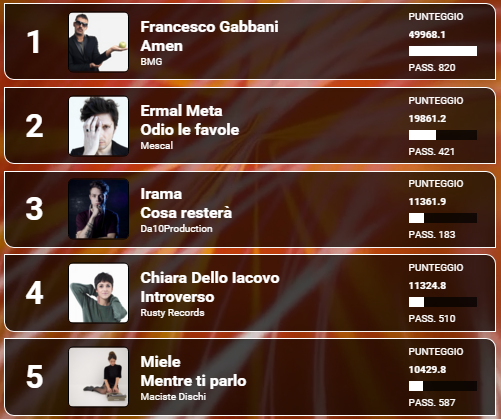 1
Francesco Gabbani
Amen
BMG
PUNTEGGIO
49968.1
PASS. 820
2
Ermal Meta
Odio le favole
Mescal
PUNTEGGIO
19861.2
PASS. 421
3
Irama
Cosa resterà
Da10Production
PUNTEGGIO
11361.9
PASS. 183
4
Chiara Dello Iacovo
Introverso
Rusty Records
PUNTEGGIO
11324.8
PASS. 510
5
Miele
Mentre ti parlo
Maciste Dischi
PUNTEGGIO
10429.8
PASS. 587